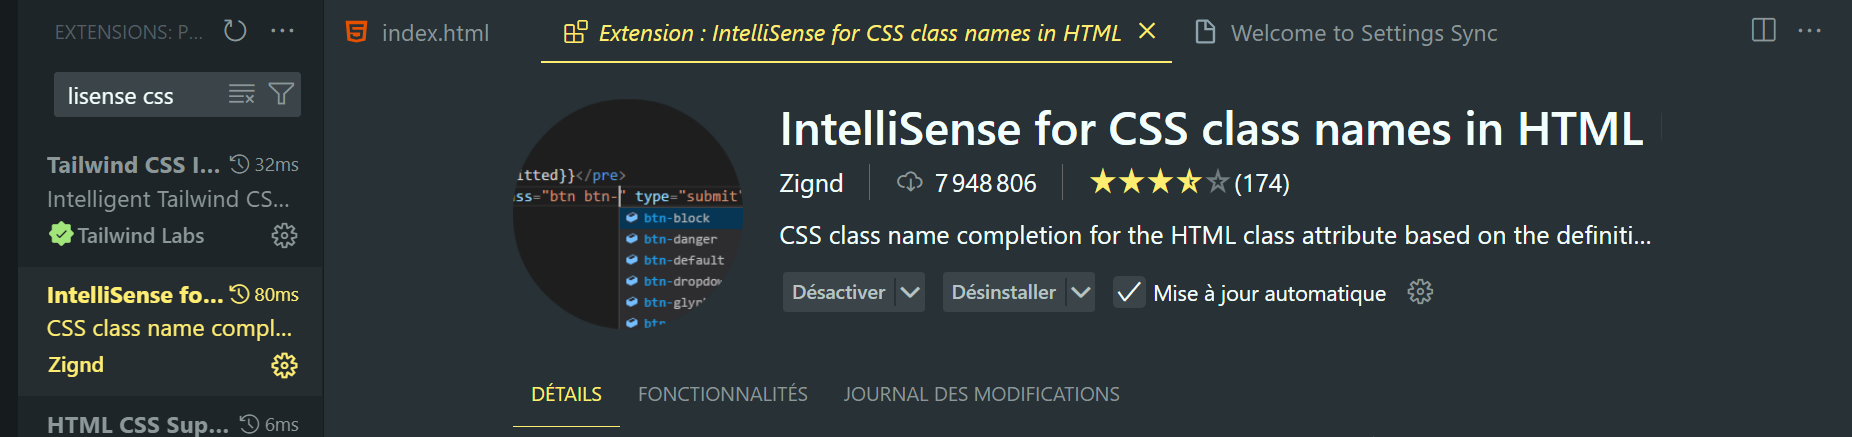 EXTENSIONS: P...
index.html
Extension : IntelliSense for CSS class names in HTML
Welcome to Settings Sync
lisense css
Tailwind CSS I... 32ms
Intelligent Tailwind CS...
Tailwind Labs
IntelliSense fo... 80ms
CSS class name compl...
Zignd
HTML CSS Sup... 6ms
itted}}</pre>
ss="btn btn-" type="submit"
btn-block
btn-danger
btn-default
btn-dropdow
btn-glyr
btn
IntelliSense for CSS class names in HTML
Zignd 7 948 806 (174)
CSS class name completion for the HTML class attribute based on the definiti...
Désactiver Désinstaller Mise à jour automatique
DÉTAILS FONCTIONNALITÉS JOURNAL DES MODIFICATIONS